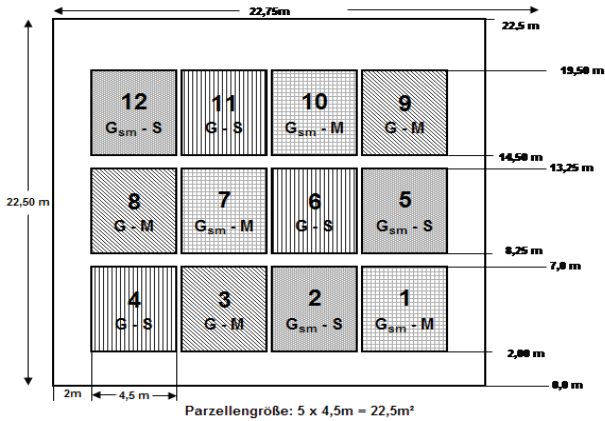 22,75m
22,5 m
19,50 m
12 11 10 9
Gsm - S G - S Gsm - M G - M
14,50 m
13,25 m
22,50 m
8 7 6 5
G - M Gsm - M G - S Gsm - S
8,25 m
7,0 m
4 3 2 1
G - S G - M Gsm - S Gsm - M
2,00 m
0,0 m
2m 4,5 m
Parzellengröße: 5 x 4,5m = 22,5m²